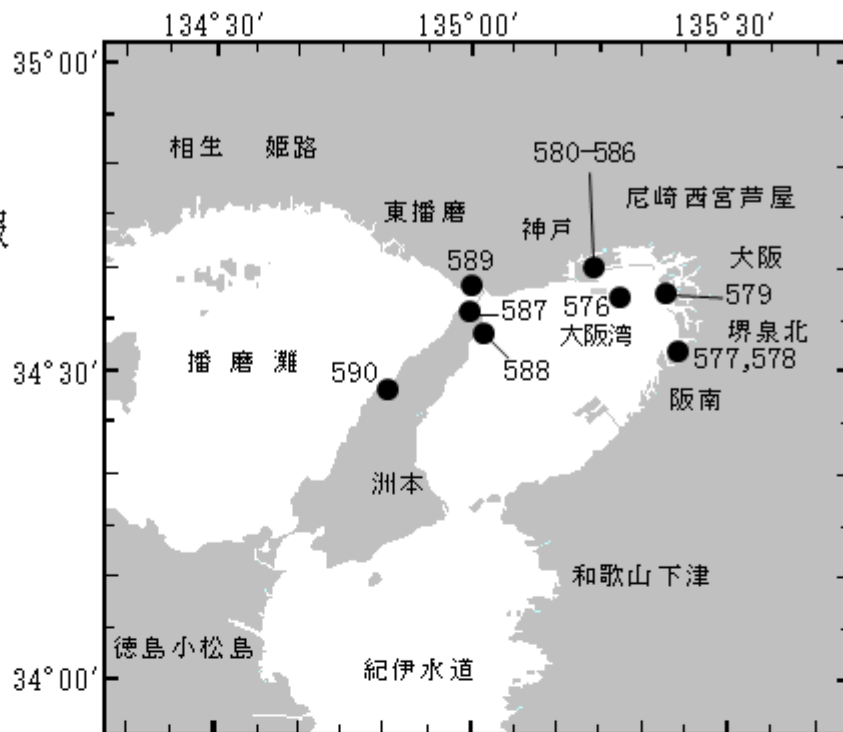 134°30′ 135°00′ 135°30′
35°00′
相生 姫路
580-586
尼崎西宮芦屋
東播磨
神戸
589
大阪
587
576
579
大阪湾
堺泉北
播磨灘
590
588
577,578
34°30′
阪南
洲本
和歌山下津
徳島小松島
紀伊水道
34°00′